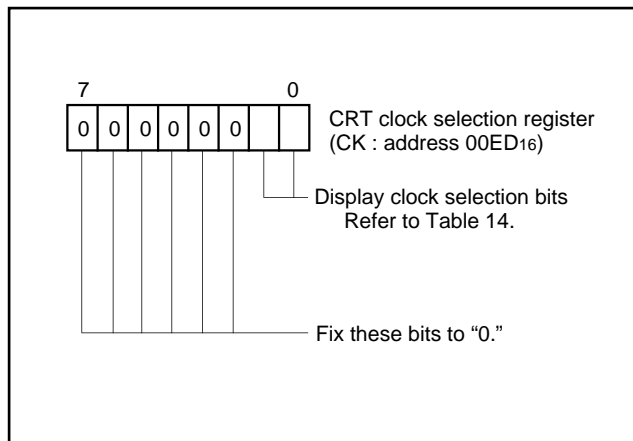 7 0
0 0 0 0 0 0
CRT clock selection register
(CK : address 00ED16)
Display clock selection bits
Refer to Table 14.
Fix these bits to “0.”